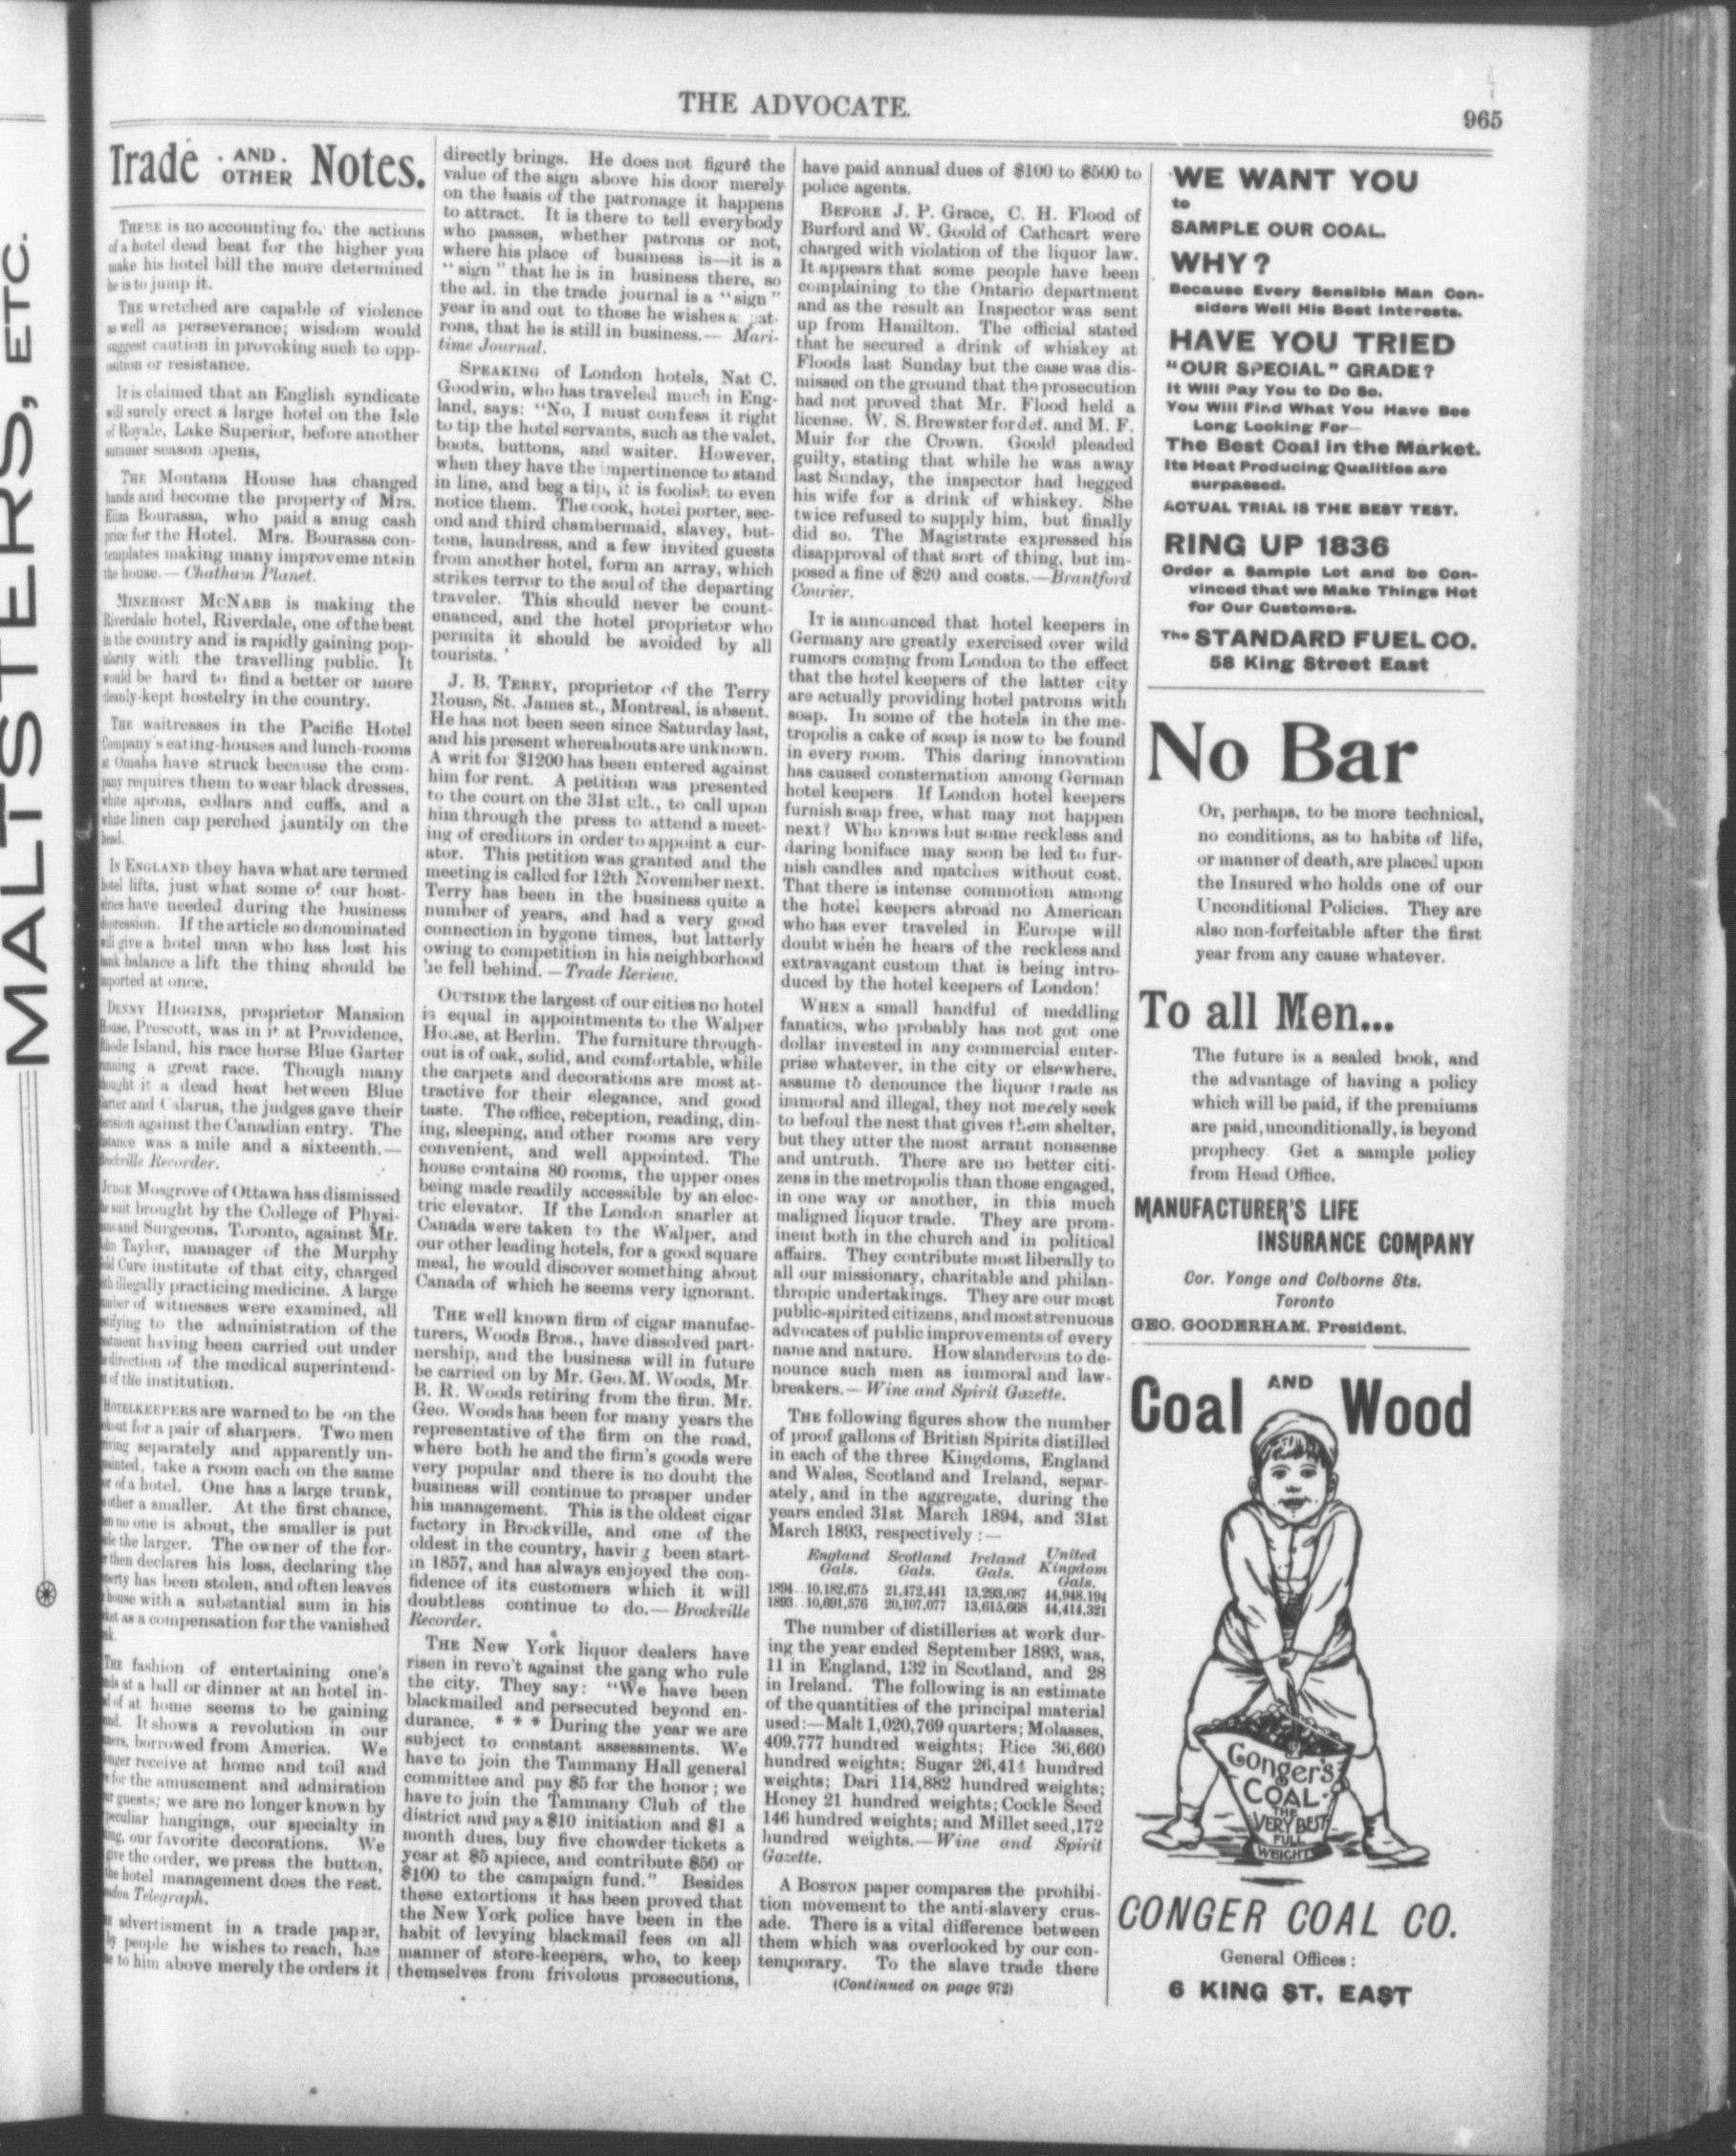 MALTSTERS, ETC.
THE ADVOCATE.
965
Trade . AND . OTHER Notes.
THERE is no accounting for the actions
of a hotel dead beat for the higher you
make his hotel bill the more determined
he is to jump it.
THE wretched are capable of violence
as well as perseverance; wisdom would
suggest caution in provoking such to opp-
osition or resistance.
IT is claimed that an English syndicate
will surely erect a large hotel on the Isle
of Royale, Lake Superior, before another
summer season opens,
THE Montana House has changed
hands and become the property of Mrs.
Eliza Bourassa, who paid a snug cash
price for the Hotel. Mrs. Bourassa con-
templates making many improveme ntsin
the house.—Chatham Planet.
MINEHOST MCNABB is making the
Riverdale hotel, Riverdale, one of the best
in the country and is rapidly gaining pop-
ularity with the travelling public. It
would be hard to find a better or more
cleanly-kept hostelry in the country.
THE waitresses in the Pacific Hotel
Company's eating-houses and lunch-rooms
at Omaha have struck because the com-
pany requires them to wear black dresses,
white aprons, collars and cuffs, and a
white linen cap perched jauntily on the
head.
IN ENGLAND they hava what are termed
hotel lifts, just what some of our host-
elries have needed during the business
depression. If the article so denominated
will give a hotel man who has lost his
bank balance a lift the thing should be
imported at once,
DENNY HIGGINS, proprietor Mansion
House, Prescott, was in it at Providence,
Rhode Island, his race horse Blue Garter
running a great race. Though many
thought it a dead heat between Blue
Garter and Calarus, the judges gave their
decision against the Canadian entry. The
distance was a mile and a sixteenth.—
Brockville Recorder.
JUDGE Mosgrove of Ottawa has dismissed
he suit brought by the College of Physi-
ans and Surgeons, Toronto, against Mr.
John Taylor, manager of the Murphy
Gold Cure institute of that city, charged
with illegally practicing medicine. A large
number of witnesses were examined, all
testifying to the administration of the
treatment having been carried out under
the direction of the medical superintend-
nt of the institution.
HOTELKEEPERS are warned to be on the
ookout for a pair of sharpers. Two men
riving separately and apparently un-
uainted, take a room each on the same
or of a hotel. One has a large trunk,
e other a smaller. At the first chance,
en no one is about, the smaller is put
ide the larger. The owner of the for-
r then declares his loss, declaring the
perty has been stolen, and often leaves
house with a substantial sum in his
ket as a compensation for the vanished
nk.
THE fashion of entertaining one's
nds at a ball or dinner at an hotel in-
d of at home seems to be gaining
und. It shows a revolution in our
ners, borrowed from America. We
onger receive at home and toil and
e for the amusement and admiration
ur guests; we are no longer known by
peculiar hangings, our specialty in
ting, our favorite decorations. We
give the order, we press the button,
the hotel management does the rest.
ndon Telegraph.
advertisment in a trade paper,
by people he wishes to reach, has
ue to him above merely the orders it
directly brings. He does not figure the
value of the sign above his door merely
on the basis of the patronage it happens
to attract. It is there to tell everybody
who passes, whether patrons or not,
where his place of business is—it is a
"sign" that he is in business there, so
the ad. in the trade journal is a "sign"
year in and out to those he wishes as pat-
rons, that he is still in business.—Mari-
time Journal.
SPEAKING of London hotels, Nat C.
Goodwin, who has traveled much in Eng-
land, says: "No, I must confess it right
to tip the hotel servants, such as the valet,
boots, buttons, and waiter. However,
when they have the impertinence to stand
in line, and beg a tip, it is foolish to even
notice them. The cook, hotel porter, sec-
ond and third chambermaid, slavey, but-
tons, laundress, and a few invited guests
from another hotel, form an array, which
strikes terror to the soul of the departing
traveler. This should never be count-
enanced, and the hotel proprietor who
permits it should be avoided by all
tourists.'
J. B. TERRY, proprietor of the Terry
House, St. James st., Montreal, is absent.
He has not been seen since Saturday last,
and his present whereabouts are unknown.
A writ for $1200 has been entered against
him for rent. A petition was presented
to the court on the 31st ult., to call upon
him through the press to attend a meet-
ing of creditors in order to appoint a cur-
ator. This petition was granted and the
meeting is called for 12th November next.
Terry has been in the business quite a
number of years, and had a very good
connection in bygone times, but latterly
owing to competition in his neighborhood
he fell behind.—Trade Review.
OUTSIDE the largest of our cities no hotel
is equal in appointments to the Walper
House, at Berlin. The furniture through-
out is of oak, solid, and comfortable, while
the carpets and decorations are most at-
tractive for their elegance, and good
taste. The office, reception, reading, din-
ing, sleeping, and other rooms are very
convenient, and well appointed. The
house contains 80 rooms, the upper ones
being made readily accessible by an elec-
tric elevator. If the London snarler at
Canada were taken to the Walper, and
our other leading hotels, for a good square
meal, he would discover something about
Canada of which he seems very ignorant.
THE well known firm of cigar manufac-
turers, Woods Bros., have dissolved part-
nership, and the business will in future
be carried on by Mr. Geo. M. Woods, Mr.
B. R. Woods retiring from the firm. Mr.
Geo. Woods has been for many years the
representative of the firm on the road,
where both he and the firm's goods were
very popular and there is no doubt the
business will continue to prosper under
his management. This is the oldest cigar
factory in Brockville, and one of the
oldest in the country, having been start-
in 1857, and has always enjoyed the con-
fidence of its customers which it will
doubtless continue to do.—Brockville
Recorder.
THE New York liquor dealers have
risen in revo't against the gang who rule
the city. They say: "We have been
blackmailed and persecuted beyond en-
durance. * * * During the year we are
subject to constant assessments. We
have to join the Tammany Hall general
committee and pay $5 for the honor; we
have to join the Tammany Club of the
district and pay a $10 initiation and $1 a
month dues, buy five chowder tickets a
year at $5 apiece, and contribute $50 or
$100 to the campaign fund." Besides
these extortions it has been proved that
the New York police have been in the
habit of levying blackmail fees on all
manner of store-keepers, who, to keep
themselves from frivolous prosecutions,
have paid annual dues of $100 to $500 to
police agents.
BEFORE J. P. Grace, C. H. Flood of
Burford and W. Goold of Cathcart were
charged with violation of the liquor law.
It appears that some people have been
complaining to the Ontario department
and as the result an Inspector was sent
up from Hamilton. The official stated
that he secured a drink of whiskey at
Floods last Sunday but the case was dis-
missed on the ground that the prosecution
had not proved that Mr. Flood held a
license. W. S. Brewster for def. and M. F.
Muir for the Crown. Goold pleaded
guilty, stating that while he was away
last Sunday, the inspector had begged
his wife for a drink of whiskey. She
twice refused to supply him, but finally
did so. The Magistrate expressed his
disapproval of that sort of thing, but im-
posed a fine of $20 and costs.—Brantford
Courier.
IT is announced that hotel keepers in
Germany are greatly exercised over wild
rumors coming from London to the effect
that the hotel keepers of the latter city
are actually providing hotel patrons with
soap. In some of the hotels in the me-
tropolis a cake of soap is now to be found
in every room. This daring innovation
has caused consternation among German
hotel keepers. If London hotel keepers
furnish soap free, what may not happen
next? Who knows but some reckless and
daring boniface may soon be led to fur-
nish candles and matches without cost.
That there is intense commotion among
the hotel keepers abroad no American
who has ever traveled in Europe will
doubt when he hears of the reckless and
extravagant custom that is being intro-
duced by the hotel keepers of London!
WHEN a small handful of meddling
fanatics, who probably has not got one
dollar invested in any commercial enter-
prise whatever, in the city or elsewhere,
assume to denounce the liquor trade as
immoral and illegal, they not merely seek
to befoul the nest that gives them shelter,
but they utter the most arrant nonsense
and untruth. There are no better citi-
zens in the metropolis than those engaged,
in one way or another, in this much
maligned liquor trade. They are prom-
inent both in the church and in political
affairs. They contribute most liberally to
all our missionary, charitable and philan-
thropic undertakings. They are our most
public-spirited citizens, and most strenuous
advocates of public improvements of every
name and nature. How slanderous to de-
nounce such men as immoral and law-
breakers.—Wine and Spirit Gazette.
THE following figures show the number
of proof gallons of British Spirits distilled
in each of the three Kingdoms, England
and Wales, Scotland and Ireland, separ-
ately, and in the aggregate, during the
years ended 31st March 1894, and 31st
March 1893, respectively:—
England Gals. Scotland Gals. Ireland Gals. United Kingdom Gals.
1894..10,182,675 21,472,441 13,293,087 44,948,194
1893..10,691,576 20,107,077 13,615,668 44,414,321
The number of distilleries at work dur-
ing the year ended September 1893, was,
11 in England, 132 in Scotland, and 28
in Ireland. The following is an estimate
of the quantities of the principal material
used:—Malt 1,020,769 quarters; Molasses,
409,777 hundred weights; Rice 36,660
hundred weights; Sugar 26,414 hundred
weights; Dari 114,882 hundred weights;
Honey 21 hundred weights; Cockle Seed
146 hundred weights; and Millet seed, 172
hundred weights.—Wine and Spirit
Gazette.
A BOSTON paper compares the prohibi-
tion movement to the anti-slavery crus-
ade. There is a vital difference between
them which was overlooked by our con-
temporary. To the slave trade there
(Continued on page 972)
WE WANT YOU
to
SAMPLE OUR COAL.
WHY?
Because Every Sensible Man Con-
siders Well His Best Interests.
HAVE YOU TRIED
"OUR SPECIAL" GRADE?
It Will Pay You to Do So.
You Will Find What You Have Bee
Long Looking For—
The Best Coal in the Market.
Its Heat Producing Qualities are
surpassed.
ACTUAL TRIAL IS THE BEST TEST.
RING UP 1836
Order a Sample Lot and be Con-
vinced that we Make Things Hot
for Our Customers.
The STANDARD FUEL CO.
58 King Street East
No Bar
Or, perhaps, to be more technical,
no conditions, as to habits of life,
or manner of death, are placed upon
the Insured who holds one of our
Unconditional Policies. They are
also non-forfeitable after the first
year from any cause whatever.
To all Men...
The future is a sealed book, and
the advantage of having a policy
which will be paid, if the premiums
are paid, unconditionally, is beyond
prophecy. Get a sample policy
from Head Office.
MANUFACTURER'S LIFE
INSURANCE COMPANY
Cor. Yonge and Colborne Sts.
Toronto
GEO. GOODERHAM, President.
Coal AND Wood
Conger's
COAL
THE
VERY BEST
FULL
WEIGHT
CONGER COAL CO.
General Offices:
6 KING ST. EAST